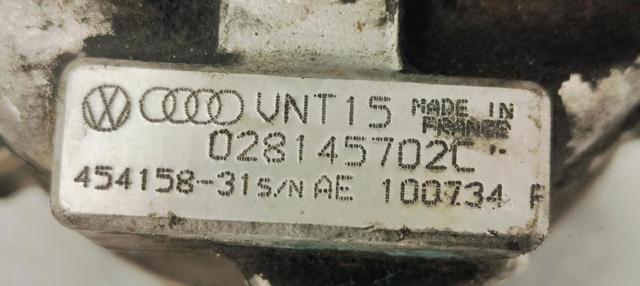 VNT15 MADE IN
FRANCE
028145702C
454158-31 S/N AE 100734 F